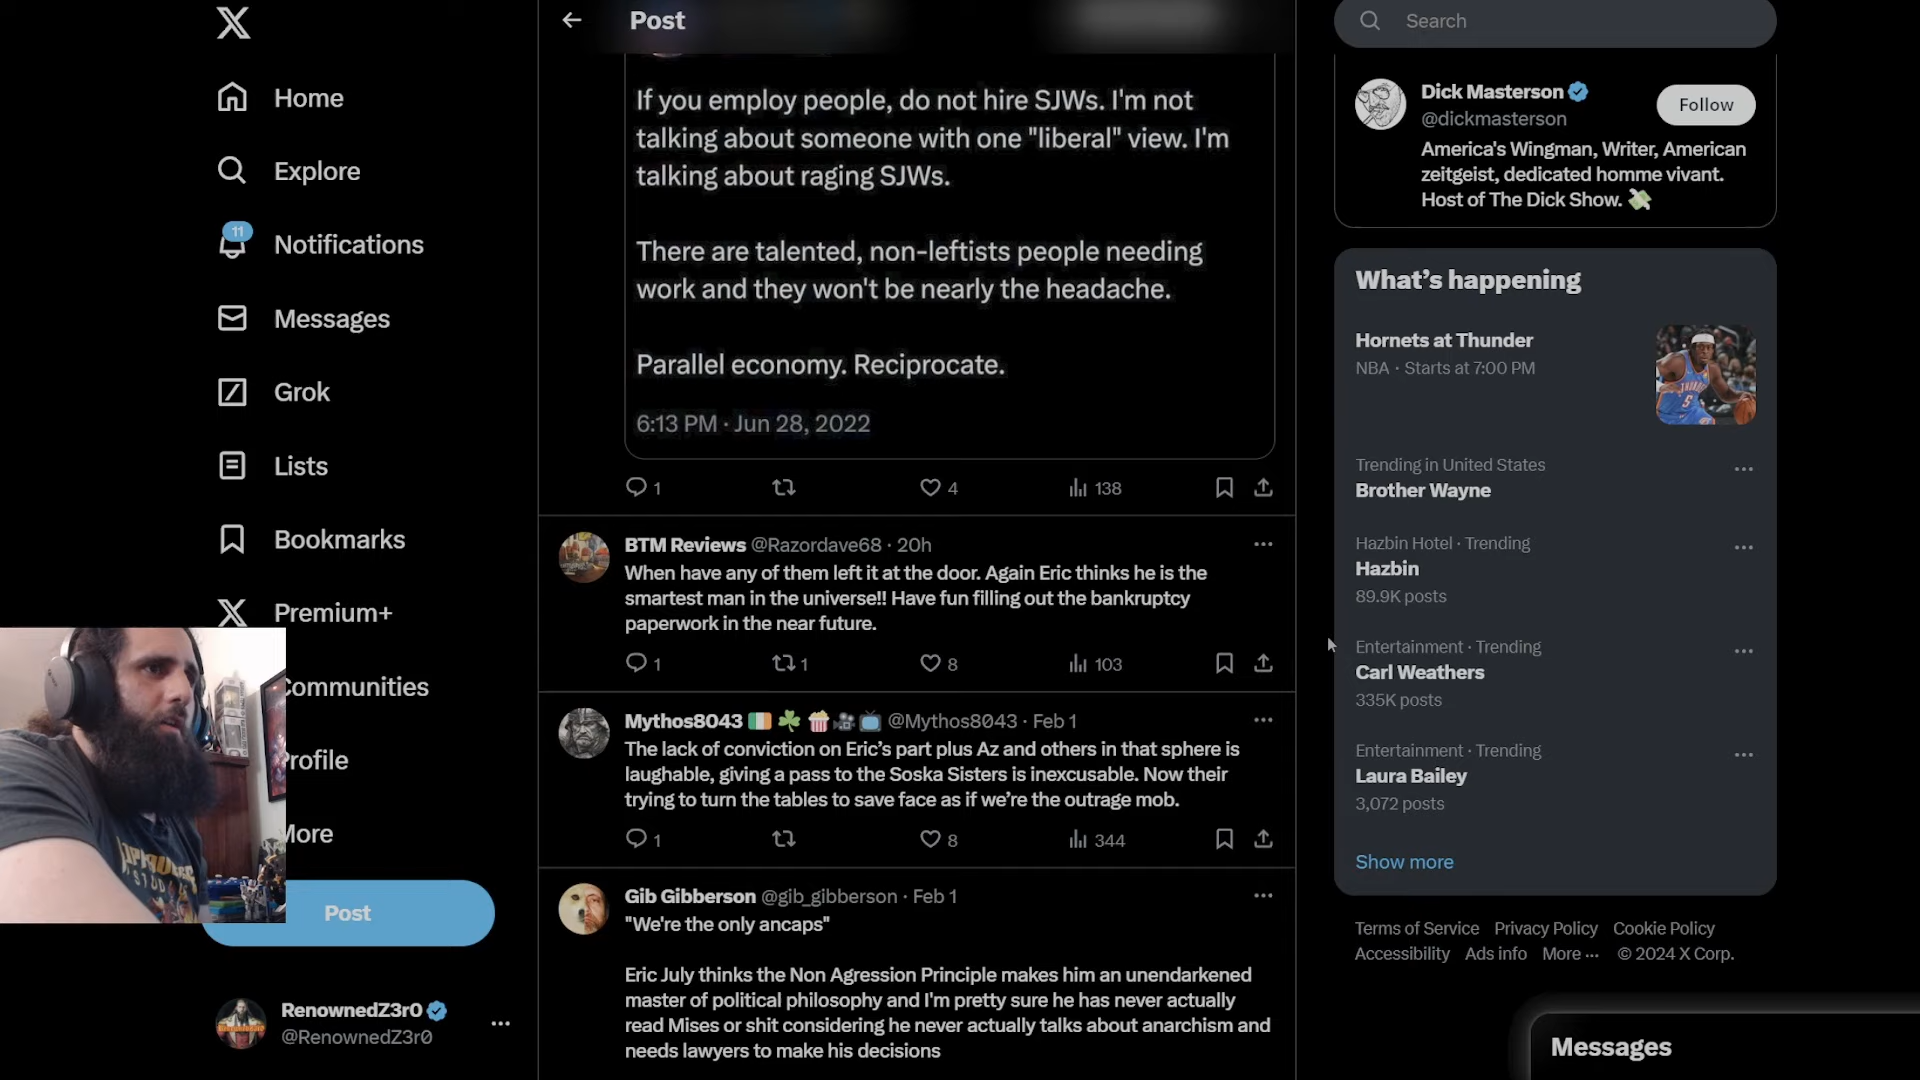 Home
Explore
11
Notifications
Messages
Grok
Lists
Bookmarks
Premium+
Communities
Profile
More
Post
RenownedZ3r0
@RenownedZ3r0
Post
If you employ people, do not hire SJWs. I'm not
talking about someone with one "liberal" view. I'm
talking about raging SJWs.
There are talented, non-leftists people needing
work and they won't be nearly the headache.
Parallel economy. Reciprocate.
6:13 PM · Jun 28, 2022
1
4
138
BTM Reviews @Razordave68 · 20h
When have any of them left it at the door. Again Eric thinks he is the
smartest man in the universe!! Have fun filling out the bankruptcy
paperwork in the near future.
1
1
8
103
Mythos8043 🇮🇪☘️🍿🎥📺 @Mythos8043 · Feb 1
The lack of conviction on Eric’s part plus Az and others in that sphere is
laughable, giving a pass to the Soska Sisters is inexcusable. Now their
trying to turn the tables to save face as if we’re the outrage mob.
1
8
344
Gib Gibberson @gib_gibberson · Feb 1
"We're the only ancaps"
Eric July thinks the Non Agression Principle makes him an unendarkened
master of political philosophy and I'm pretty sure he has never actually
read Mises or shit considering he never actually talks about anarchism and
needs lawyers to make his decisions
Search
Dick Masterson
@dickmasterson
Follow
America's Wingman, Writer, American
zeitgeist, dedicated homme vivant.
Host of The Dick Show. 💸
What’s happening
Hornets at Thunder
NBA · Starts at 7:00 PM
Trending in United States
Brother Wayne
Hazbin Hotel · Trending
Hazbin
89.9K posts
Entertainment · Trending
Carl Weathers
335K posts
Entertainment · Trending
Laura Bailey
3,072 posts
Show more
Terms of Service Privacy Policy Cookie Policy
Accessibility Ads info More ··· © 2024 X Corp.
Messages